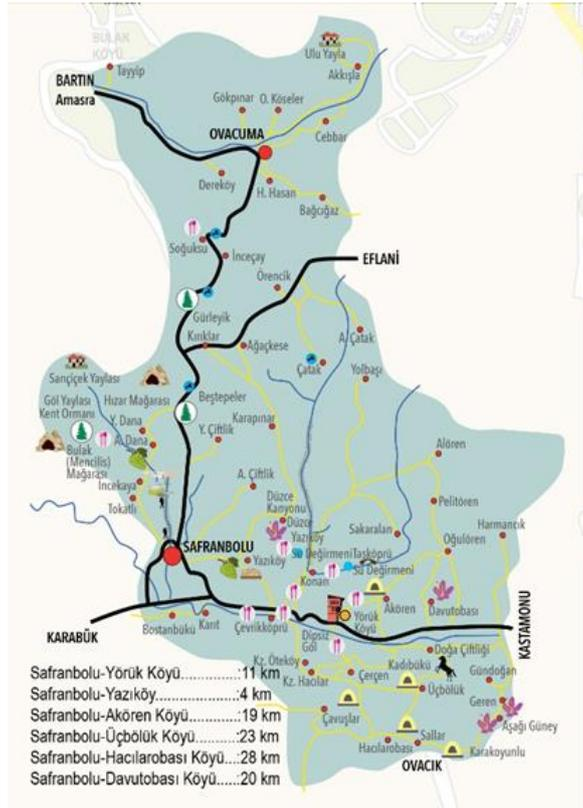 BULAK
KÖYÜ
Ulu Yayla
Akkışla
Tayyip
BARTIN
Amasra
Gökpınar
O. Köseler
OVACUMA
Cebbar
Dereköy
H. Hasan
Bağcığaz
Soğuksu
İnceçay
EFLANİ
Örencik
Gürleyik
Kırıklar
Ağaçkese
A. Çatak
Çatak
Yolbaşı
Sarıçiçek Yaylası
Göl Yaylası
Kent Ormanı
Hızar Mağarası
Beştepeler
Y. Dana
A. Dana
Y. Çiftlik
Karapınar
Bulak
(Mencilis)
Mağarası
Alören
İncekaya
Tokatlı
A. Çiftlik
Düzce
Kanyonu
Düzce
Pelitören
Harmancık
Yazıköy
Su Değirmeni
Sakaralan
Taşköprü
Su Değirmeni
Oğulören
SAFRANBOLU
Yazıköy
Konarı
Akören
Davutobası
KARABÜK
Bostanbükü
Karıt
Çevrikköprü
Yörük
Köyü
KASTAMONU
Dipsiz
Göl
Doğa Çiftliği
Kz. Öteköy
Kz. Hacılar
Çerçen
Kadıbükü
Üçbölük
Gündoğan
Geren
Aşağı Güney
Çavuşlar
Hacılarobası
Sallar
Karakoyunlu
OVACIK
Safranbolu-Yörük Köyü.............:11 km
Safranbolu-Yazıköy..................:4 km
Safranbolu-Akören Köyü..........:19 km
Safranbolu-Üçbölük Köyü........:23 km
Safranbolu-Hacılarobası Köyü..:28 km
Safranbolu-Davutobası Köyü.....:20 km